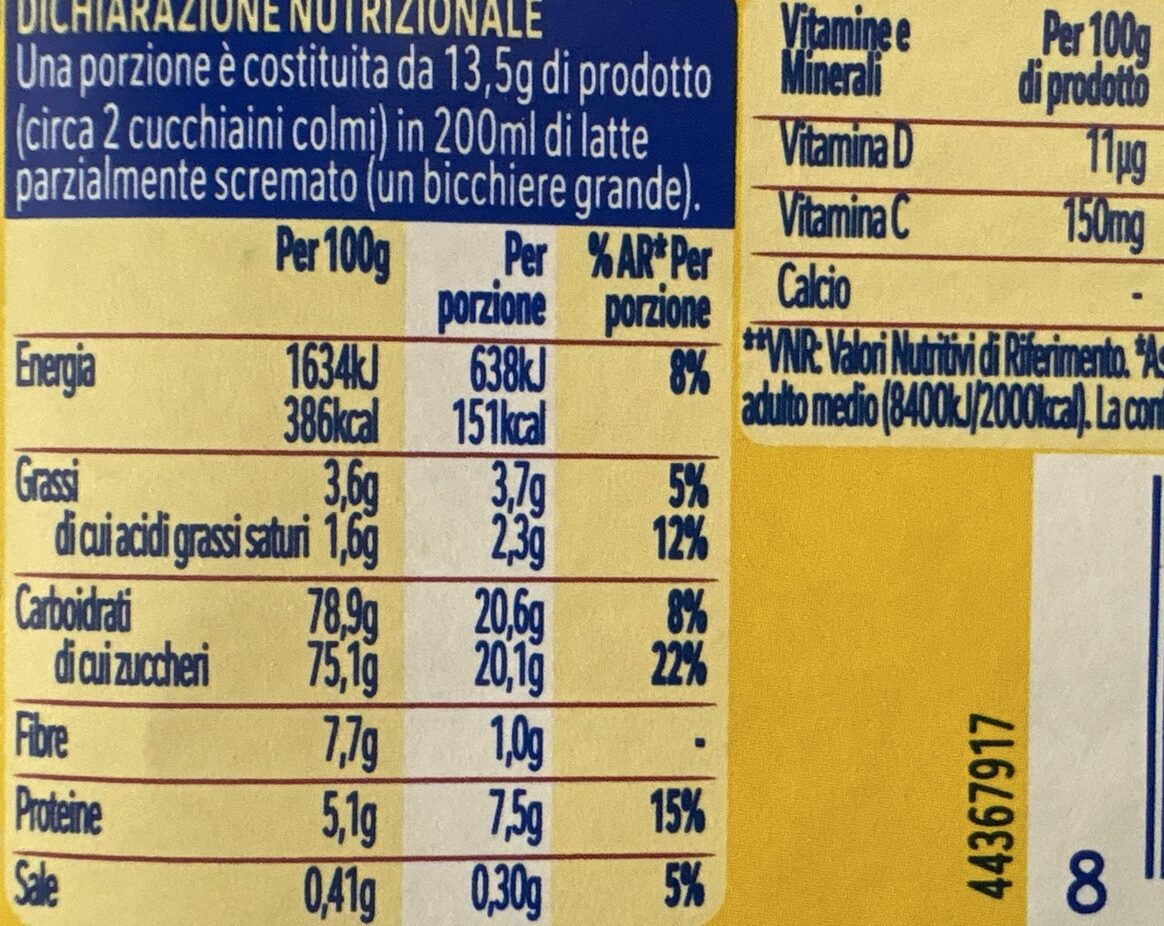 DICHIARAZIONE NUTRIZIONALE
Una porzione è costituita da 13,5g di prodotto
(circa 2 cucchiaini colmi) in 200ml di latte
parzialmente scremato (un bicchiere grande).
Per 100g Per porzione % AR* Per porzione
Energia 1634kJ 638kJ 8%
386kcal 151kcal
Grassi 3,6g 3,7g 5%
di cui acidi grassi saturi 1,6g 2,3g 12%
Carboidrati 78,9g 20,6g 8%
di cui zuccheri 75,1g 20,1g 22%
Fibre 7,7g 1,0g -
Proteine 5,1g 7,5g 15%
Sale 0,41g 0,30g 5%
Vitamine e Per 100g
Minerali di prodotto
Vitamina D 11µg
Vitamina C 150mg
Calcio -
**VNR: Valori Nutritivi di Riferimento. *As
adulto medio (8400kJ/2000kcal). La
44367917
8